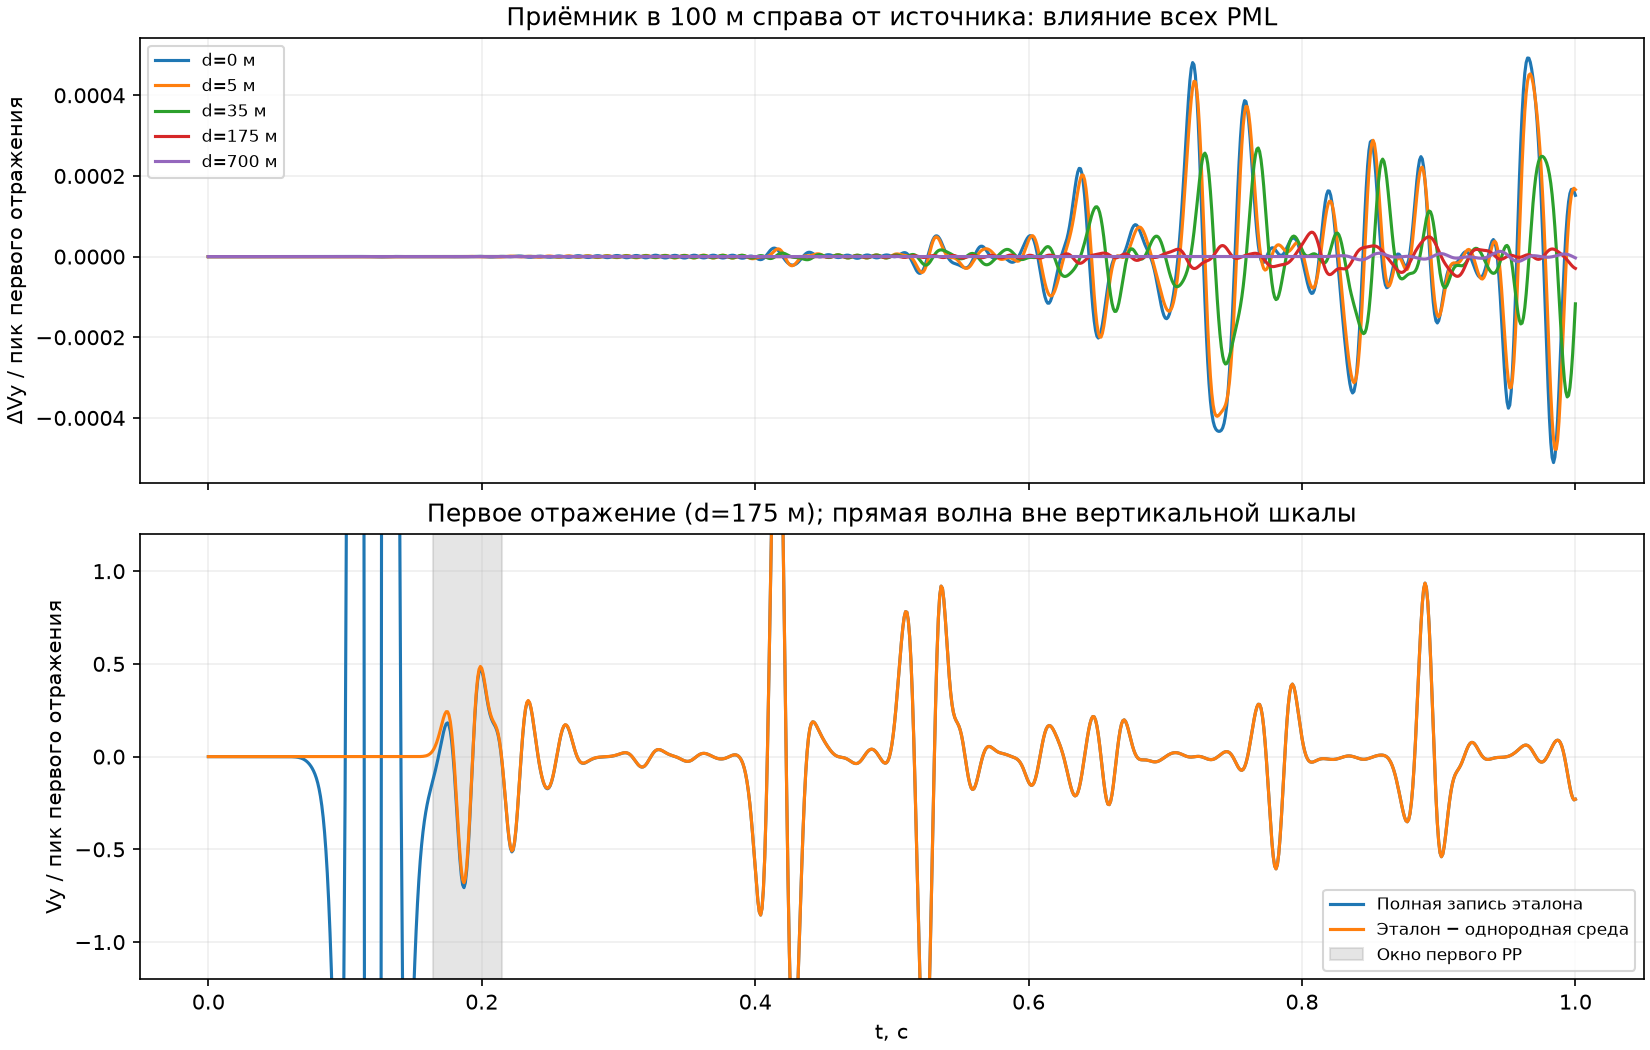 Приёмник в 100 м справа от источника: влияние всех PML
ΔVy / пик первого отражения
0.0004
0.0002
0.0000
−0.0002
−0.0004
d=0 м
d=5 м
d=35 м
d=175 м
d=700 м
Первое отражение (d=175 м); прямая волна вне вертикальной шкалы
Vy / пик первого отражения
1.0
0.5
0.0
−0.5
−1.0
Полная запись эталона
Эталон − однородная среда
Окно первого PP
0.0 0.2 0.4 0.6 0.8 1.0
t, с